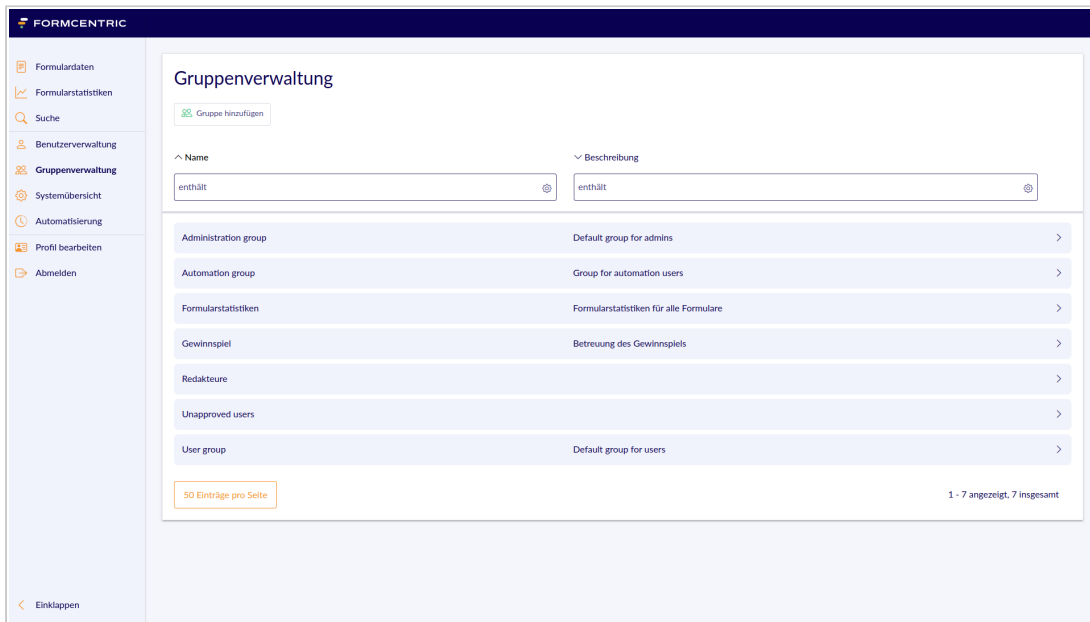 FORMCENTRIC
Formulardaten
Formularstatistiken
Suche
Benutzerverwaltung
Gruppenverwaltung
Systemübersicht
Automatisierung
Profil bearbeiten
Abmelden
Einklappen
Gruppenverwaltung
Gruppe hinzufügen
Name Beschreibung
enthält enthält
Administration group Default group for admins
Automation group Group for automation users
Formularstatistiken Formularstatistiken für alle Formulare
Gewinnspiel Betreuung des Gewinnspiels
Redakteure
Unapproved users
User group Default group for users
50 Einträge pro Seite 1 - 7 angezeigt, 7 insgesamt